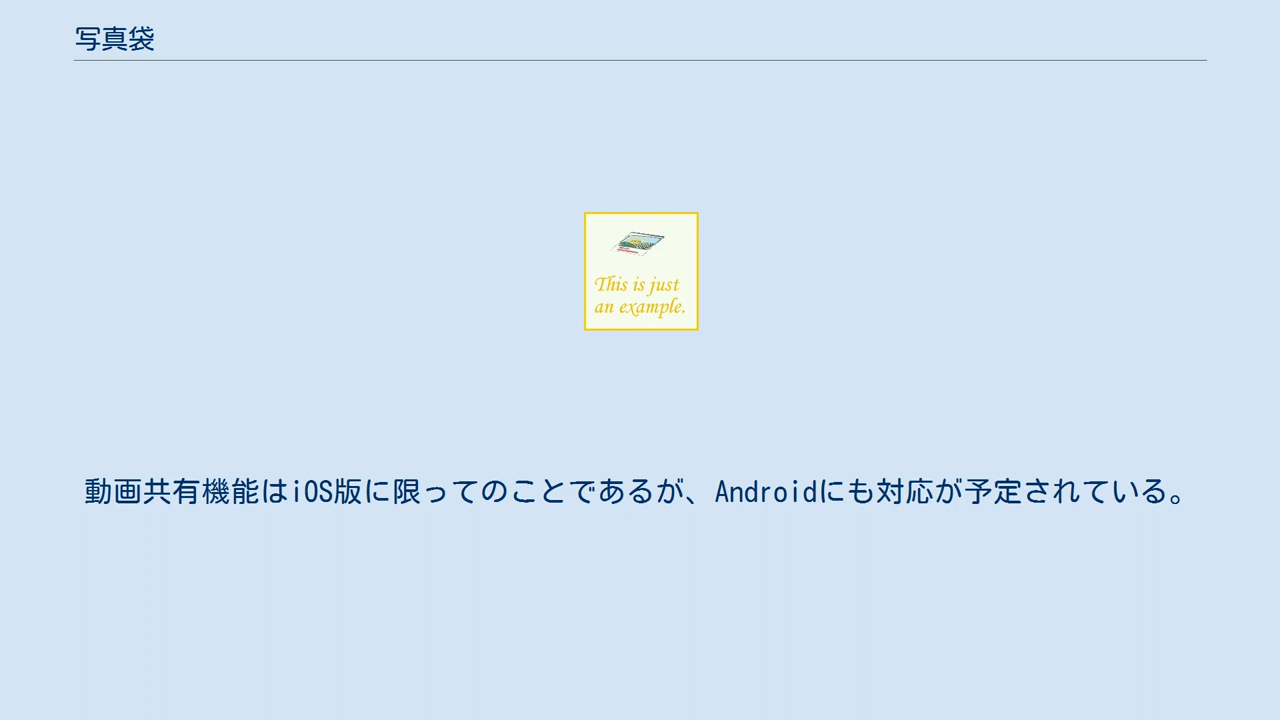 写真袋
This is just
an example.
動画共有機能はiOS版に限ってのことであるが、Androidにも対応が予定されている。